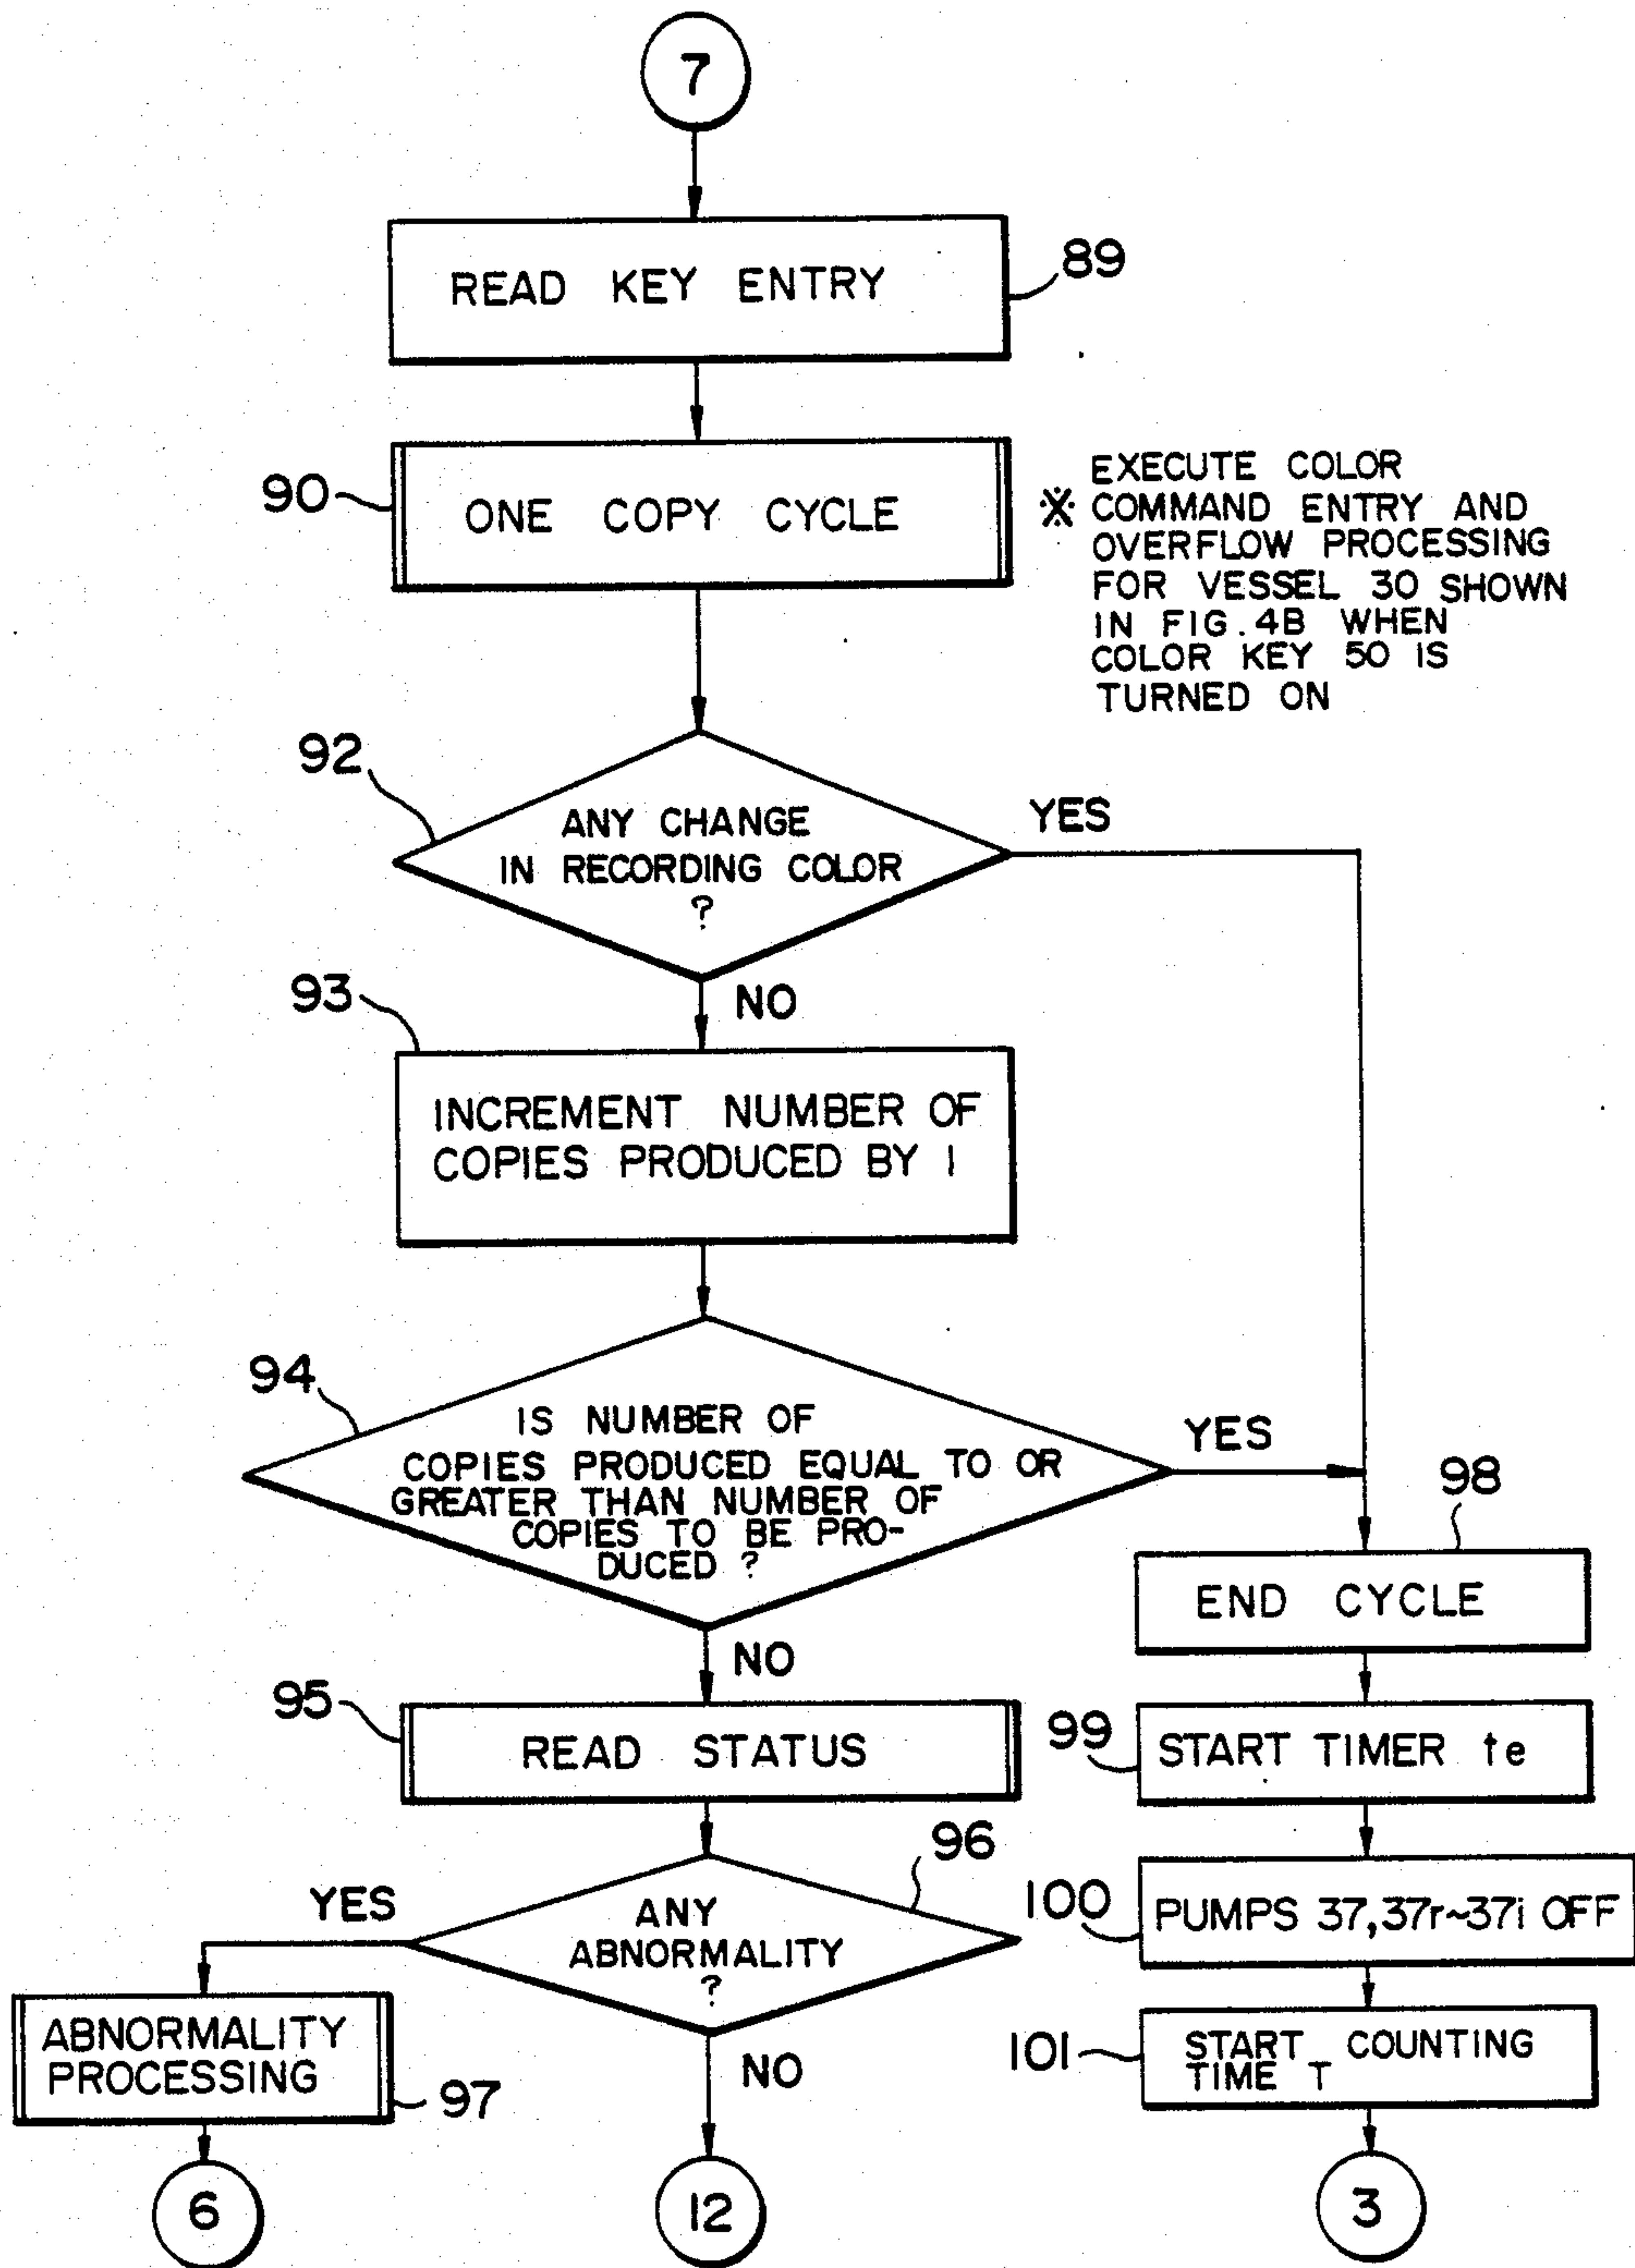 7
READ KEY ENTRY
89
90
ONE COPY CYCLE
※ EXECUTE COLOR
COMMAND ENTRY AND
OVERFLOW PROCESSING
FOR VESSEL 30 SHOWN
IN FIG.4B WHEN
COLOR KEY 50 IS
TURNED ON
92
ANY CHANGE
IN RECORDING COLOR
?
YES
NO
93
INCREMENT NUMBER OF
COPIES PRODUCED BY 1
94
IS NUMBER OF
COPIES PRODUCED EQUAL TO OR
GREATER THAN NUMBER OF
COPIES TO BE PRO-
DUCED ?
YES
NO
98
END CYCLE
95
READ STATUS
99
START TIMER te
96
ANY
ABNORMALITY
?
YES
NO
100
PUMPS 37,37r~37i OFF
ABNORMALITY
PROCESSING
97
101
START COUNTING
TIME T
6
12
3